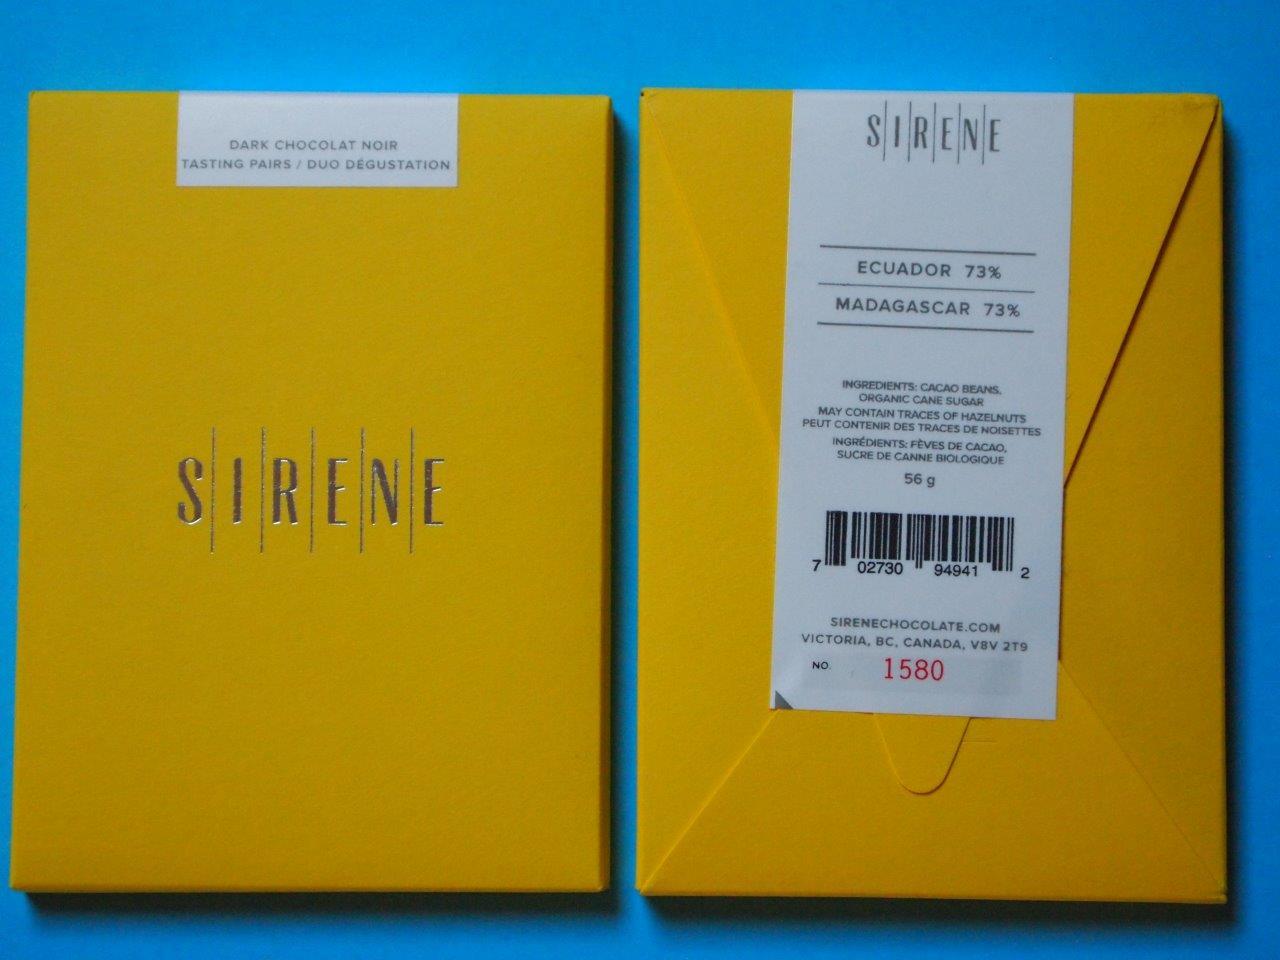 DARK CHOCOLAT NOIR
TASTING PAIRS / DUO DÉGUSTATION
SIRENE
SIRENE
ECUADOR 73%
MADAGASCAR 73%
INGREDIENTS: CACAO BEANS,
ORGANIC CANE SUGAR
MAY CONTAIN TRACES OF HAZELNUTS
PEUT CONTENIR DES TRACES DE NOISETTES
INGRÉDIENTS: FÈVES DE CACAO,
SUCRE DE CANNE BIOLOGIQUE
56 g
7 02730 94941 2
SIRENECHOCOLATE.COM
VICTORIA, BC, CANADA, V8V 2T9
NO. 1580